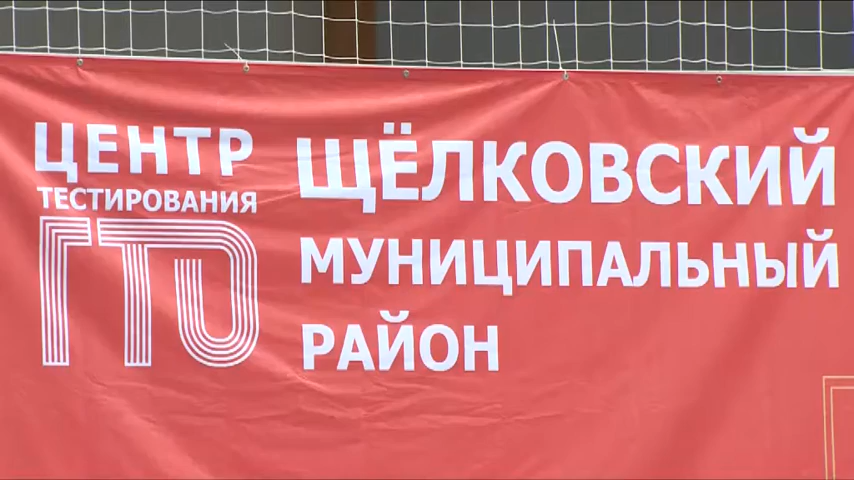 ЦЕНТР
ТЕСТИРОВАНИЯ
ГТО
ЩЁЛКОВСКИЙ
МУНИЦИПАЛЬНЫЙ
РАЙОН